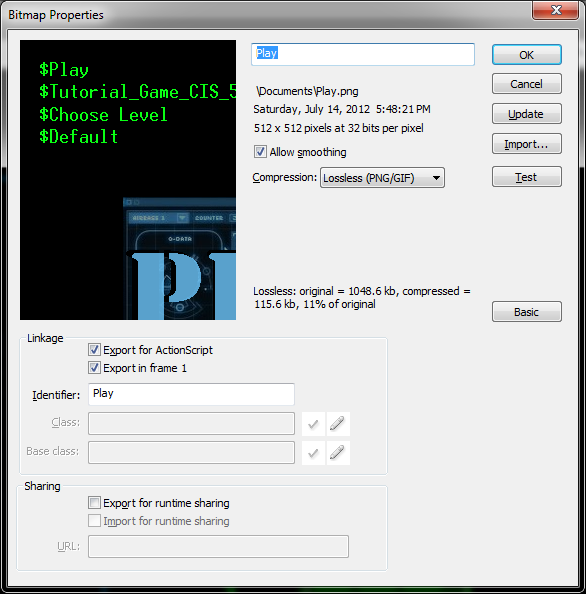 Bitmap Properties
$Play
$Tutorial_Game_CIS_5
$Choose Level
$Default
COUNTER
O-DATA
Pl
Play
OK
\Documents\Play.png
Cancel
Saturday, July 14, 2012 5:48:21 PM
Update
512 x 512 pixels at 32 bits per pixel
Import...
Allow smoothing
Compression: Lossless (PNG/GIF)
Test
Lossless: original = 1048.6 kb, compressed =
115.6 kb, 11% of original
Basic
Linkage
Export for ActionScript
Export in frame 1
Identifier: Play
Class:
Base class:
Sharing
Export for runtime sharing
Import for runtime sharing
URL: